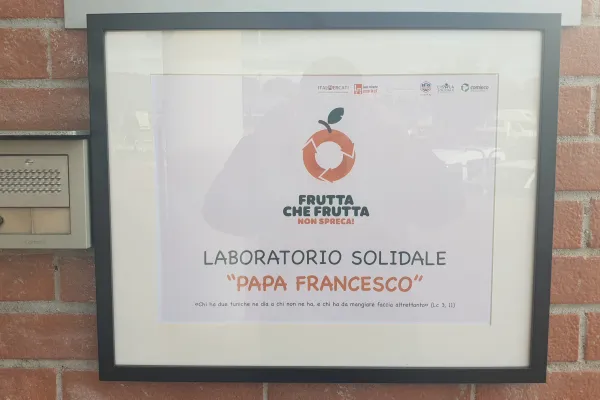 FRUTTA
CHE FRUTTA
NON SPRECA!
LABORATORIO SOLIDALE
"PAPA FRANCESCO"
«Chi ha due tuniche ne dia a chi non ne ha, e chi ha da mangiare faccia altrettanto» (Lc 3, 11)